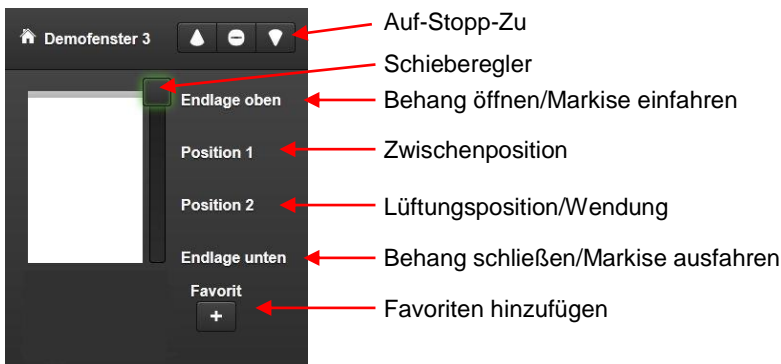 Demofenster 3
Auf-Stopp-Zu
Schieberegler
Endlage oben
Behang öffnen/Markise einfahren
Position 1
Zwischenposition
Position 2
Lüftungsposition/Wendung
Endlage unten
Behang schließen/Markise ausfahren
Favorit
+
Favoriten hinzufügen